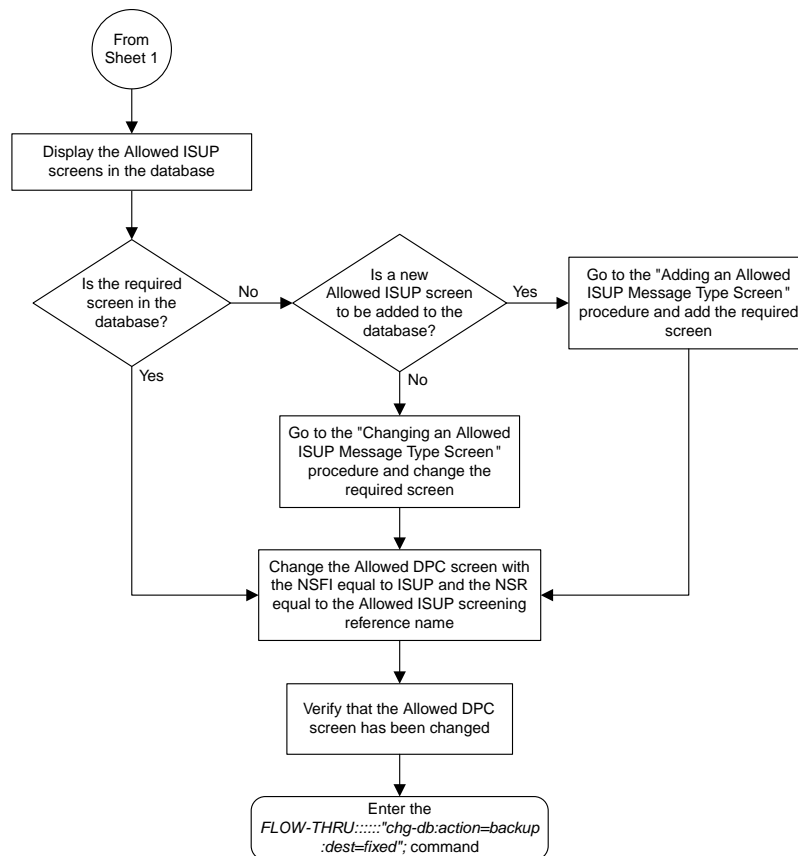 From
Sheet 1
Display the Allowed ISUP
screens in the database
Is the required
screen in the
database?
No
Yes
Is a new
Allowed ISUP screen
to be added to the
database?
Yes
No
Go to the "Adding an Allowed
ISUP Message Type Screen"
procedure and add the required
screen
Go to the "Changing an Allowed
ISUP Message Type Screen"
procedure and change the
required screen
Change the Allowed DPC screen with
the NSFI equal to ISUP and the NSR
equal to the Allowed ISUP screening
reference name
Verify that the Allowed DPC
screen has been changed
Enter the
FLOW-THRU::::::"chg-db:action=backup
:dest=fixed"; command